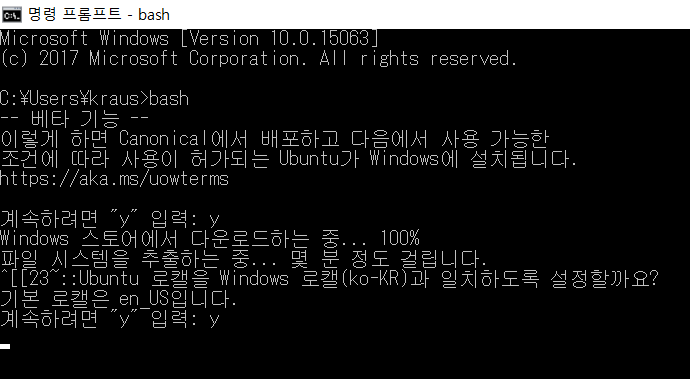 명령 프롬프트 - bash
Microsoft Windows [Version 10.0.15063]
(c) 2017 Microsoft Corporation. All rights reserved.
C:\Users\kraus>bash
-- 베타 기능 --
이렇게 하면 Canonical에서 배포하고 다음에서 사용 가능한
조건에 따라 사용이 허가되는 Ubuntu가 Windows에 설치됩니다.
https://aka.ms/uowterms
계속하려면 "y" 입력: y
Windows 스토어에서 다운로드하는 중... 100%
파일 시스템을 추출하는 중... 몇 분 정도 걸립니다.
^[[23~::Ubuntu 로캘을 Windows 로캘(ko-KR)과 일치하도록 설정할까요?
기본 로캘은 en_US입니다.
계속하려면 "y" 입력: y